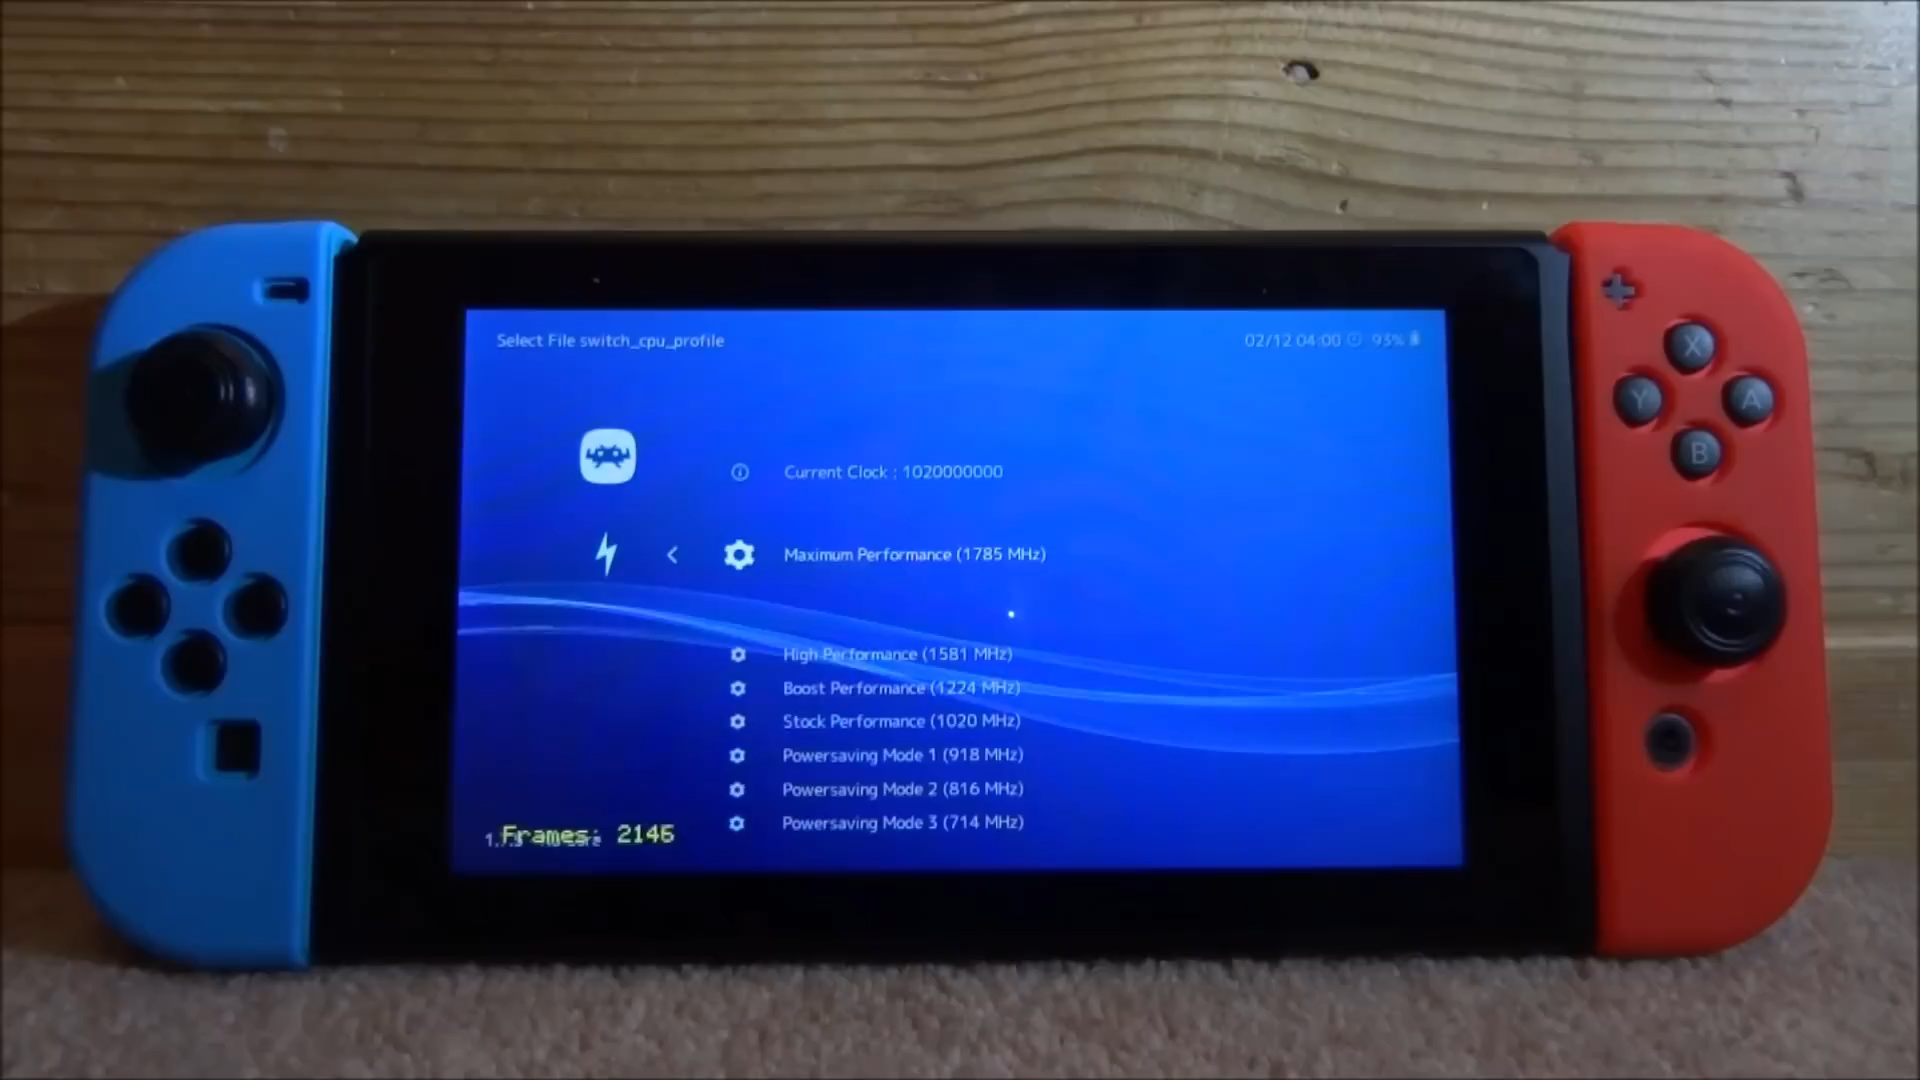 Select File switch_cpu_profile
02/12 04:00 93%
Current Clock : 1020000000
Maximum Performance (1785 MHz)
High Performance (1581 MHz)
Boost Performance (1224 MHz)
Stock Performance (1020 MHz)
Powersaving Mode 1 (918 MHz)
Powersaving Mode 2 (816 MHz)
Powersaving Mode 3 (714 MHz)
Frames: 2146
X
Y
A
B